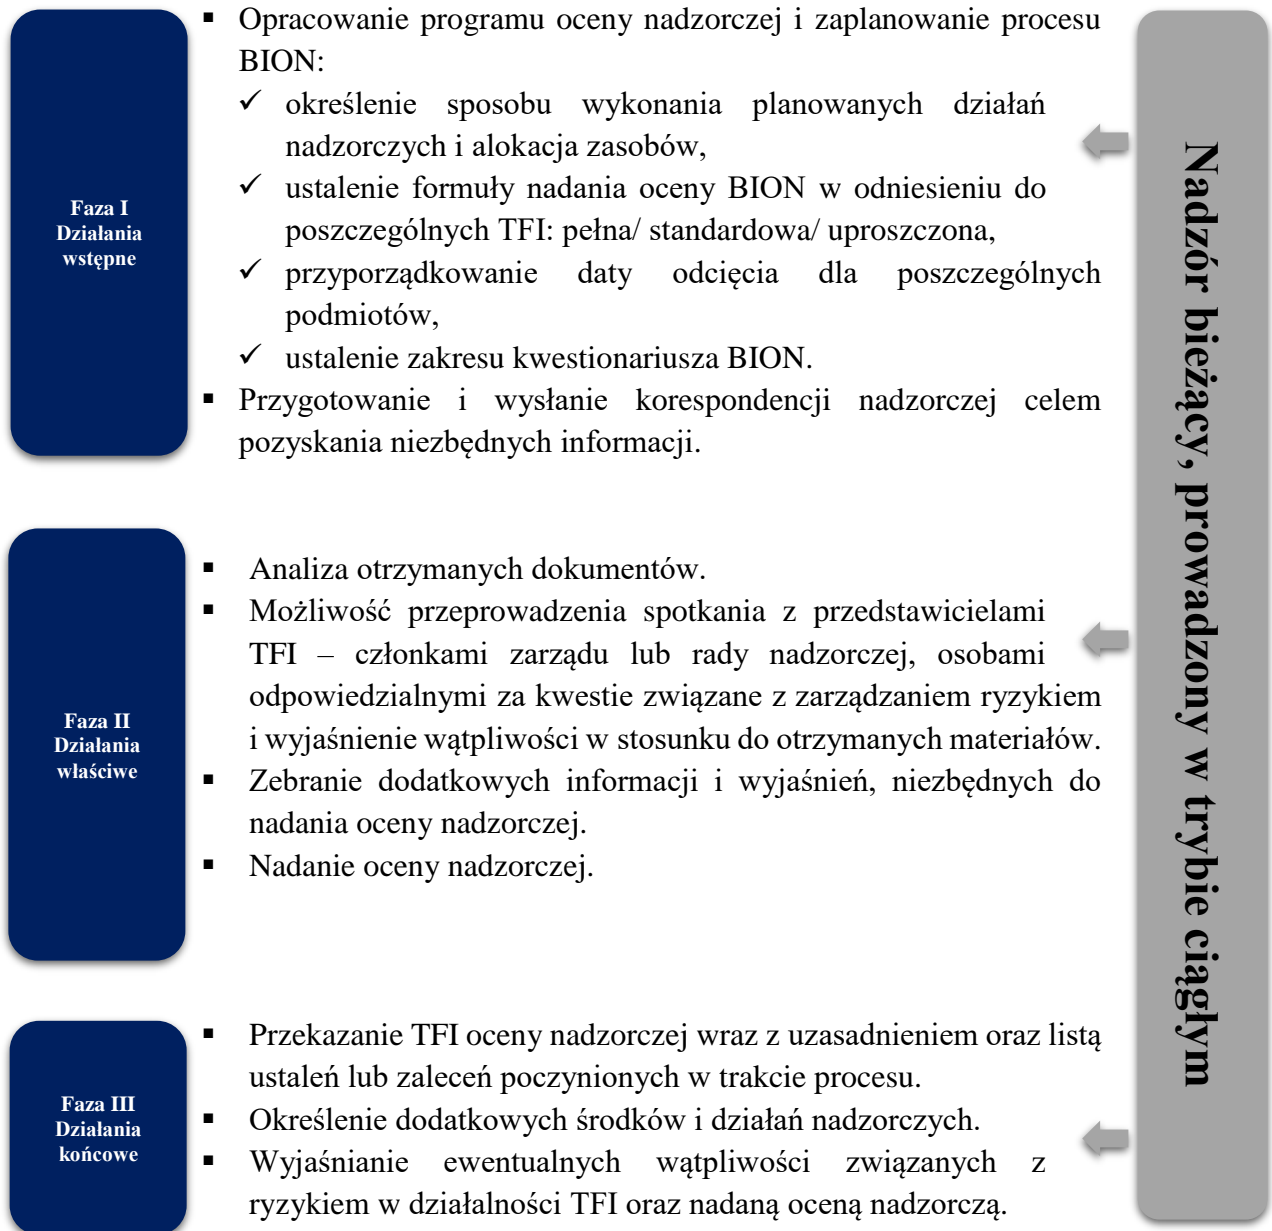 Faza I
Działania
wstępne
▪ Opracowanie programu oceny nadzorczej i zaplanowanie procesu
BION:
✓ określenie sposobu wykonania planowanych działań
nadzorczych i alokacja zasobów,
✓ ustalenie formuły nadania oceny BION w odniesieniu do
poszczególnych TFI: pełna/ standardowa/ uproszczona,
✓ przyporządkowanie daty odcięcia dla poszczególnych
podmiotów,
✓ ustalenie zakresu kwestionariusza BION.
▪ Przygotowanie i wysłanie korespondencji nadzorczej celem
pozyskania niezbędnych informacji.
Faza II
Działania
właściwe
▪ Analiza otrzymanych dokumentów.
▪ Możliwość przeprowadzenia spotkania z przedstawicielami
TFI – członkami zarządu lub rady nadzorczej, osobami
odpowiedzialnymi za kwestie związane z zarządzaniem ryzykiem
i wyjaśnienie wątpliwości w stosunku do otrzymanych materiałów.
▪ Zebranie dodatkowych informacji i wyjaśnień, niezbędnych do
nadania oceny nadzorczej.
▪ Nadanie oceny nadzorczej.
Faza III
Działania
końcowe
▪ Przekazanie TFI oceny nadzorczej wraz z uzasadnieniem oraz listą
ustaleń lub zaleceń poczynionych w trakcie procesu.
▪ Określenie dodatkowych środków i działań nadzorczych.
▪ Wyjaśnianie ewentualnych wątpliwości związanych z
ryzykiem w działalności TFI oraz nadaną oceną nadzorczą.
Nadzór bieżący, prowadzony w trybie ciągłym